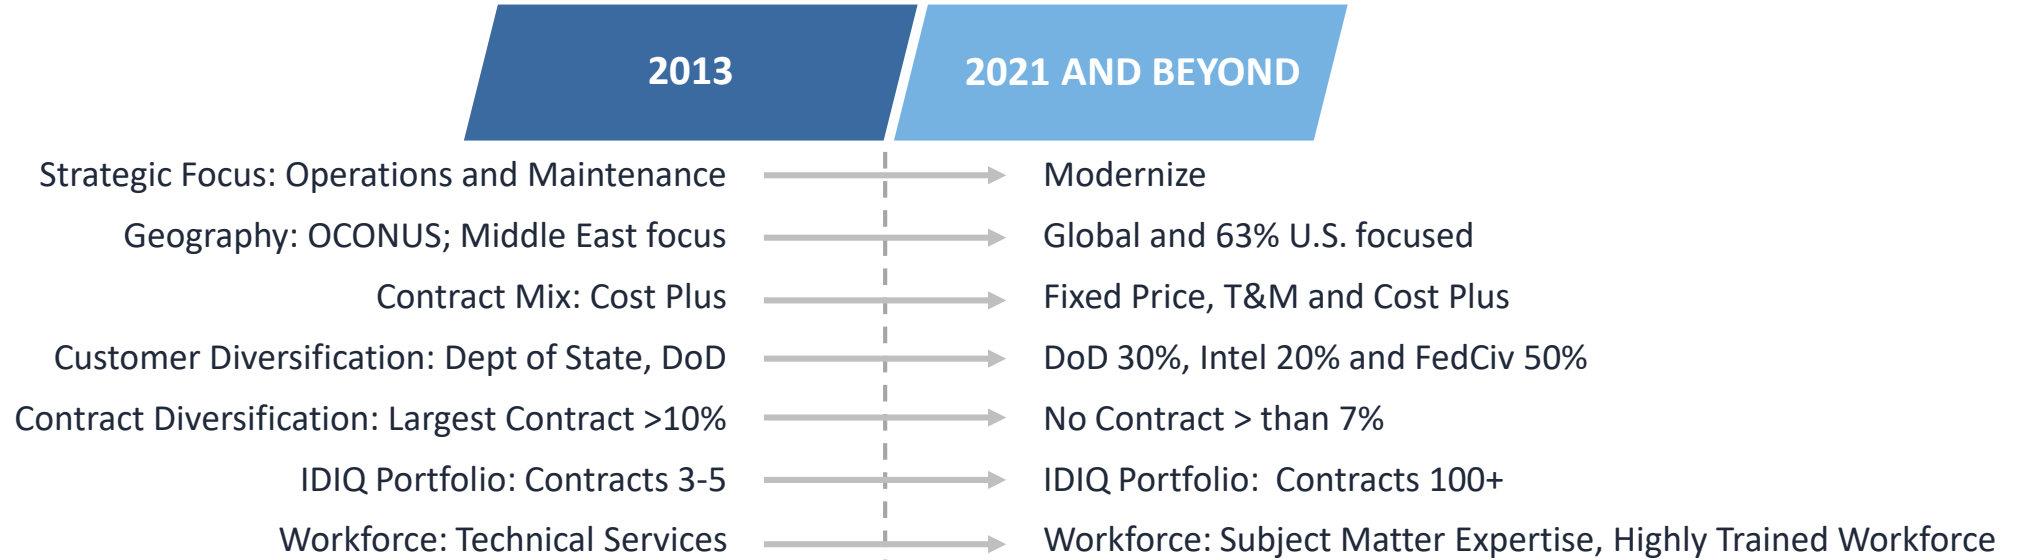 2013
2021 AND BEYOND
Strategic Focus: Operations and Maintenance
Modernize
Geography: OCONUS; Middle East focus
Global and 63% U.S. focused
Contract Mix: Cost Plus
Fixed Price, T&M and Cost Plus
Customer Diversification: Dept of State, DoD
DoD 30%, Intel 20% and FedCiv 50%
Contract Diversification: Largest Contract >10%
No Contract > than 7%
IDIQ Portfolio: Contracts 3-5
IDIQ Portfolio:  Contracts 100+
Workforce: Technical Services
Workforce: Subject Matter Expertise, Highly Trained Workforce